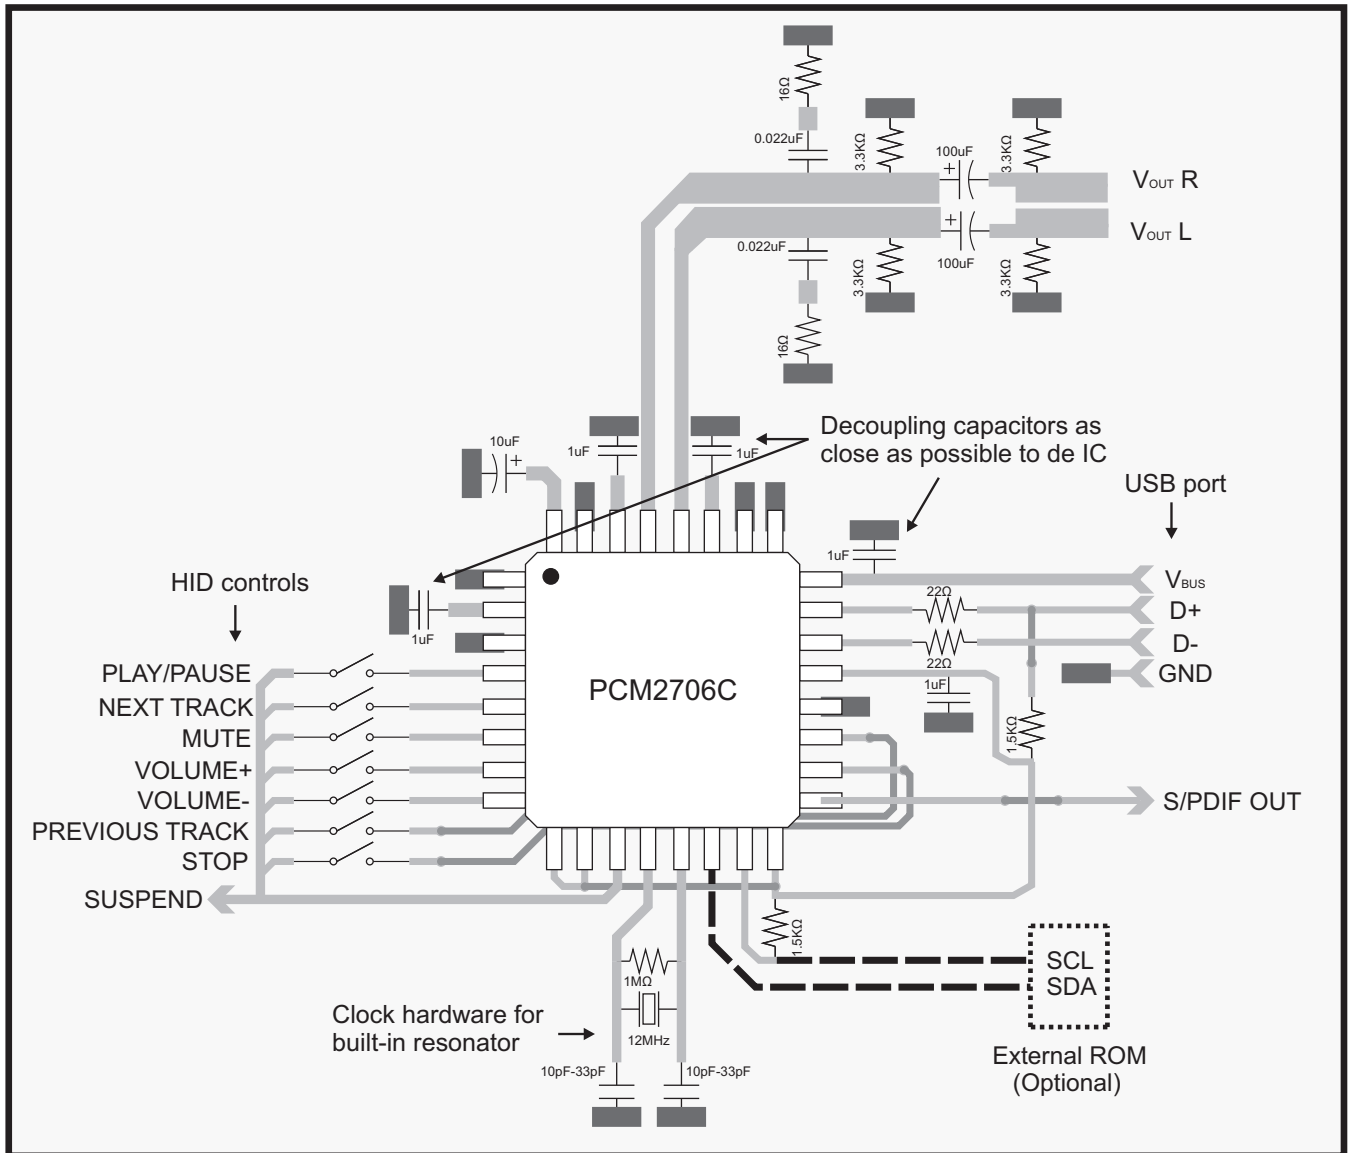 16Ω
0.022uF
3.3KΩ
100uF
3.3KΩ
VOUT R
VOUT L
0.022uF
3.3KΩ
100uF
3.3KΩ
16Ω
10uF
1uF
1uF
Decoupling capacitors as
close as possible to de IC
USB port
1uF
HID controls
1uF
VBUS
22Ω
D+
D-
22Ω
GND
1uF
1.5KΩ
PLAY/PAUSE
NEXT TRACK
MUTE
VOLUME+
VOLUME-
PREVIOUS TRACK
STOP
SUSPEND
PCM2706C
S/PDIF OUT
1.5KΩ
SCL
SDA
External ROM
(Optional)
1MΩ
12MHz
Clock hardware for
built-in resonator
10pF-33pF
10pF-33pF